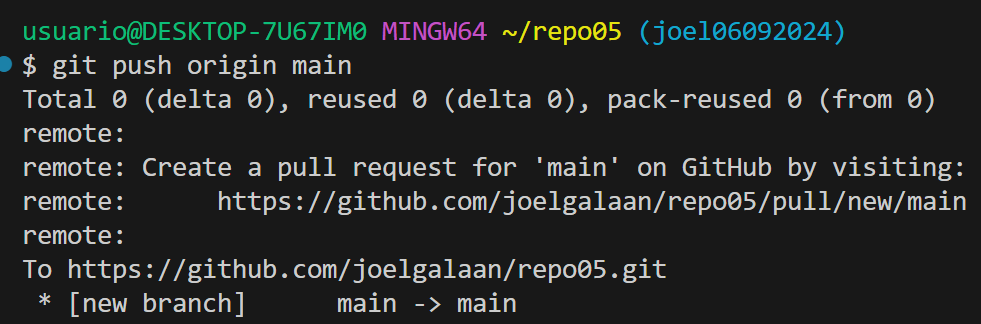 usuario@DESKTOP-7U67IM0 MINGW64 ~/repo05 (joel06092024)
$ git push origin main
Total 0 (delta 0), reused 0 (delta 0), pack-reused 0 (from 0)
remote:
remote: Create a pull request for 'main' on GitHub by visiting:
remote:      https://github.com/joelgalaan/repo05/pull/new/main
remote:
To https://github.com/joelgalaan/repo05.git
 * [new branch]      main -> main